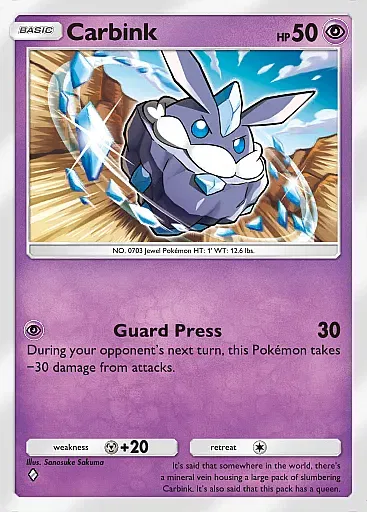 BASIC Carbink HP 50
NO. 0703 Jewel Pokémon HT: 1' WT: 12.6 lbs.
Guard Press 30
During your opponent's next turn, this Pokémon takes
−30 damage from attacks.
weakness +20 retreat
Illus. Sanosuke Sakuma
It's said that somewhere in the world, there's
a mineral vein housing a large pack of slumbering
Carbink. It's also said that this pack has a queen.